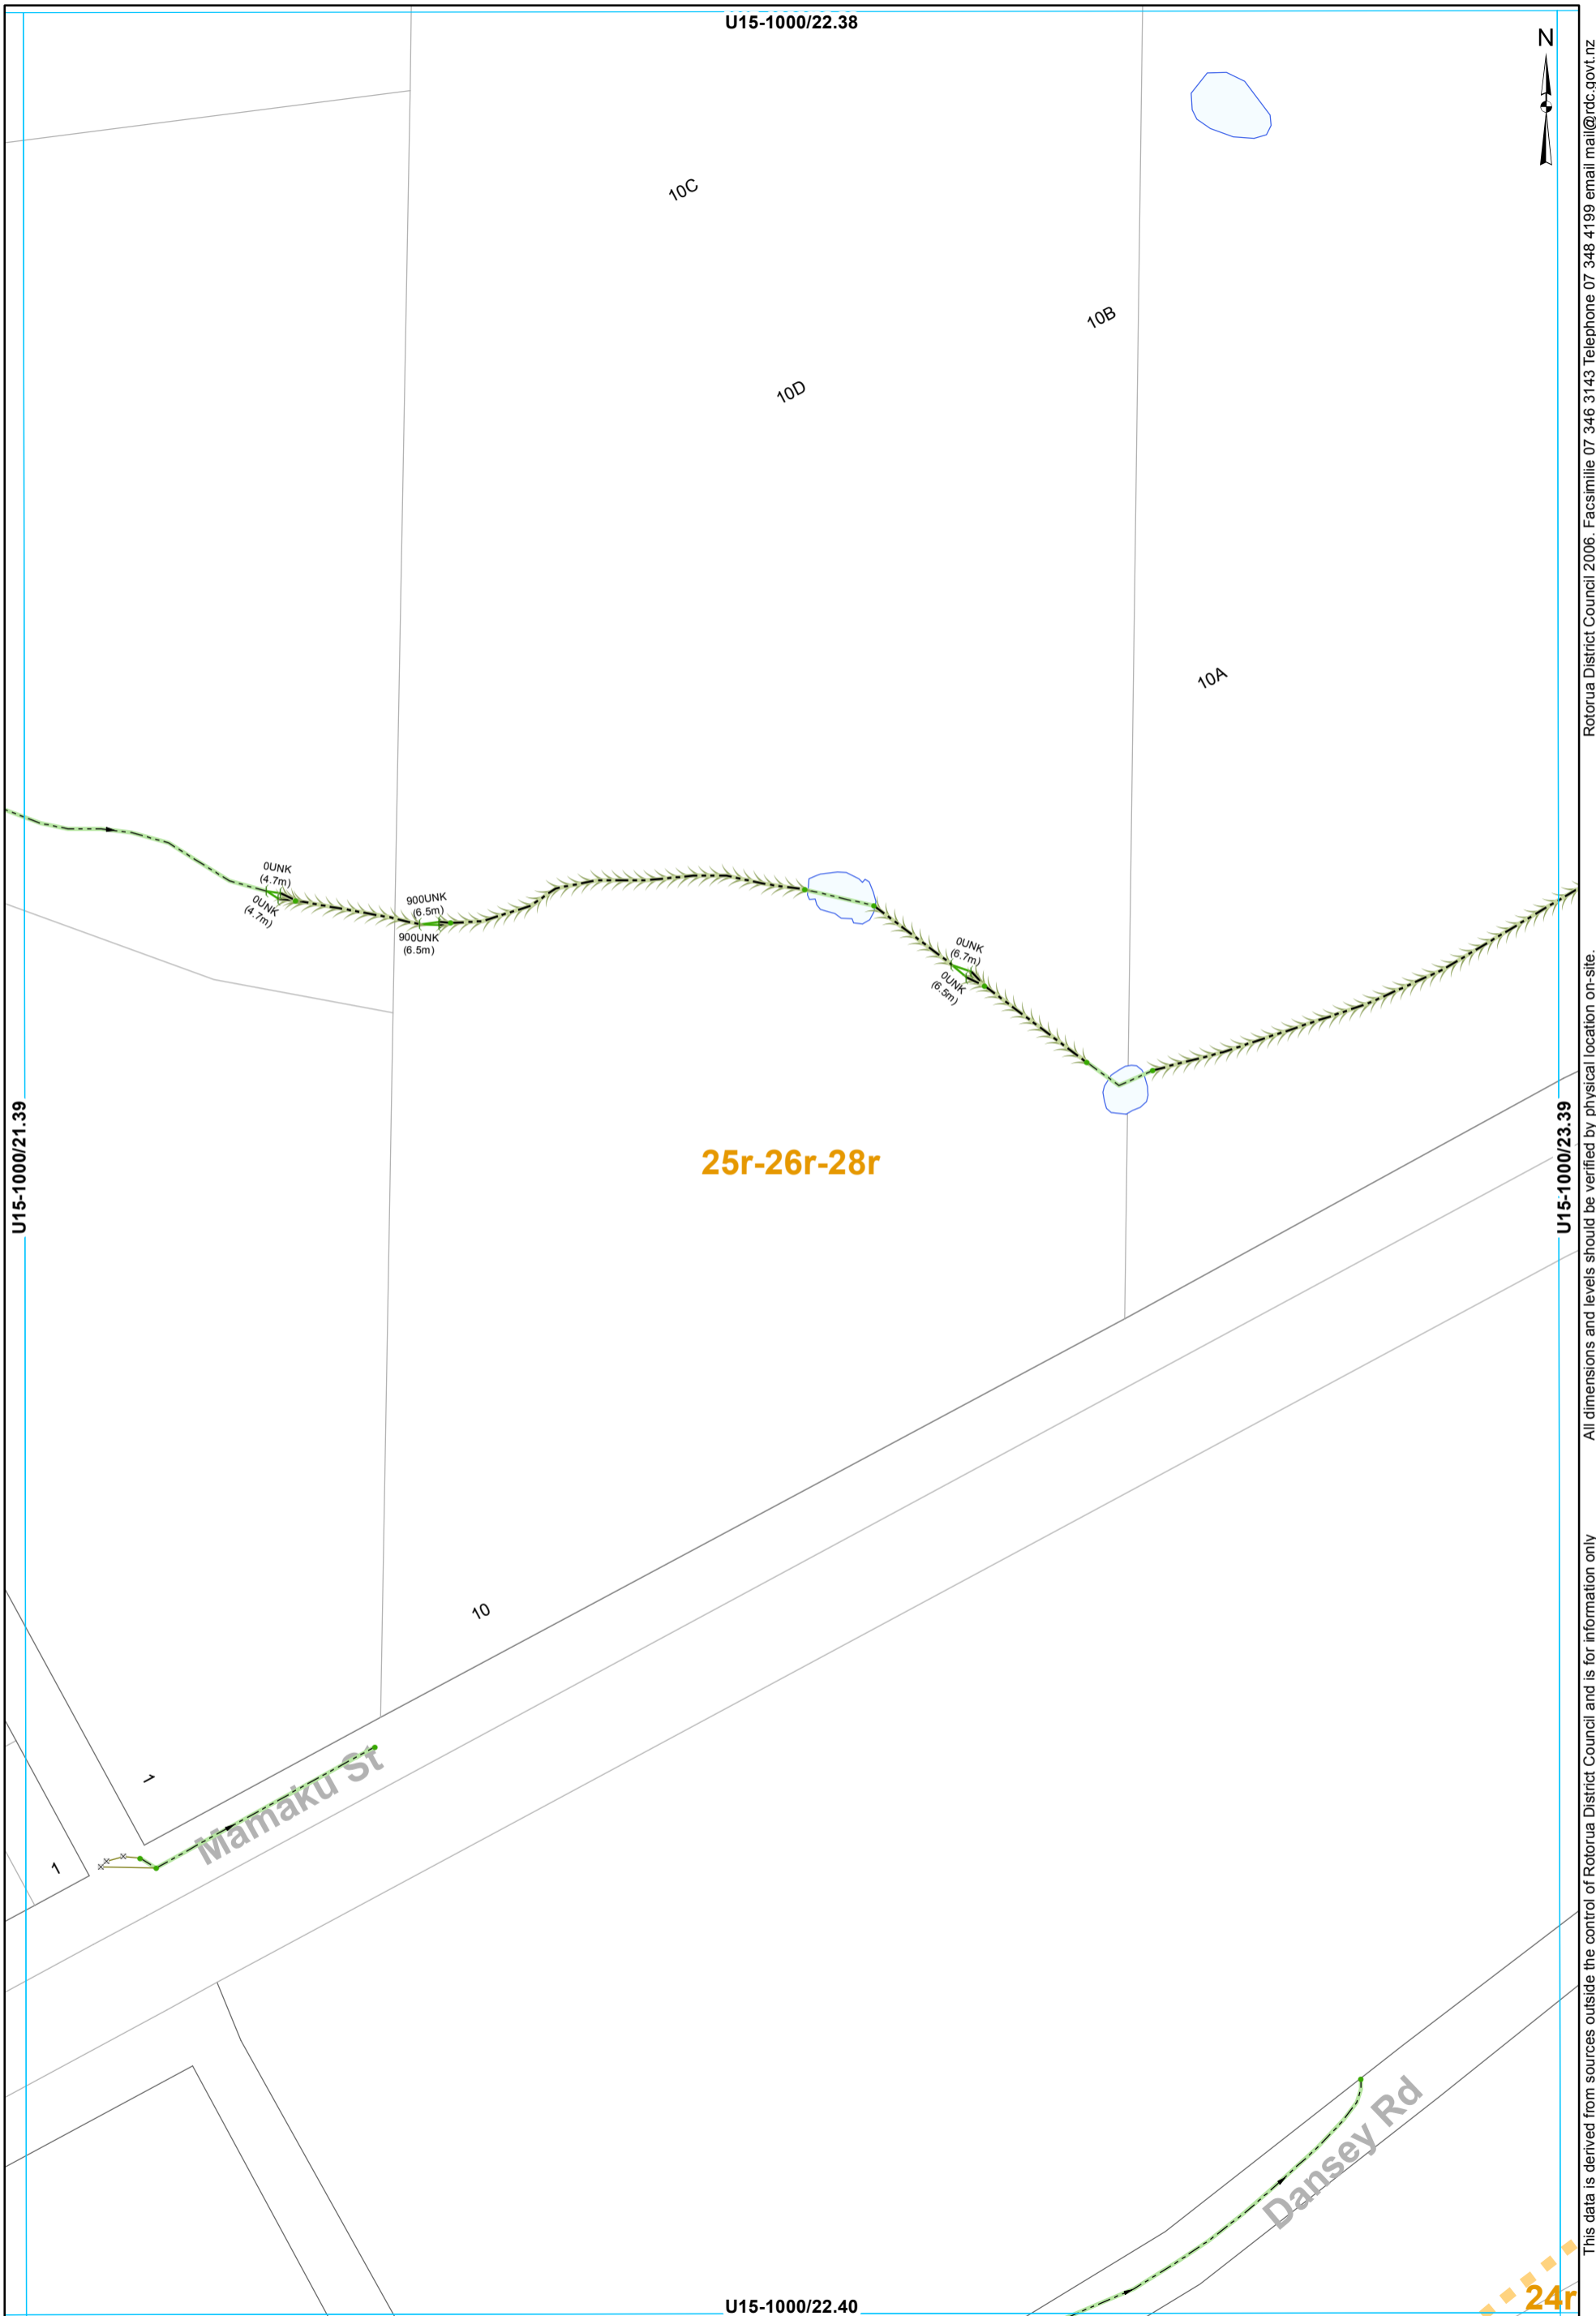 U15-1000/22.38
N
10C
10B
10D
10A
0UNK
(4.7m)
0UNK
(4.7m)
900UNK
(6.5m)
900UNK
(6.5m)
0UNK
(6.7m)
0UNK
(6.5m)
U15-1000/21.39
U15-1000/23.39
25r-26r-28r
10
1
Mamaku St
1
Dansey Rd
24r
U15-1000/22.40
Rotorua District Council 2006. Facsimilie 07 346 3143 Telephone 07 348 4199 email mail@rdc.govt.nz
All dimensions and levels should be verified by physical location on-site.
This data is derived from sources outside the control of Rotorua District Council and is for information only